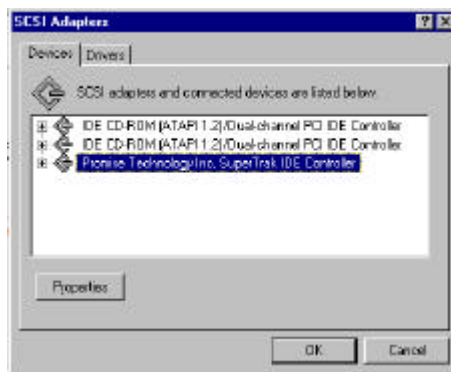 SCSI Adapters
Devices
Drivers
SCSI adapters and connected devices are listed below.
IDE CD-ROM (ATAPI 1.2)/Dual-channel PCI IDE Controller
IDE CD-ROM (ATAPI 1.2)/Dual-channel PCI IDE Controller
Promise Technology Inc. SuperTrak IDE Controller
Properties
OK
Cancel